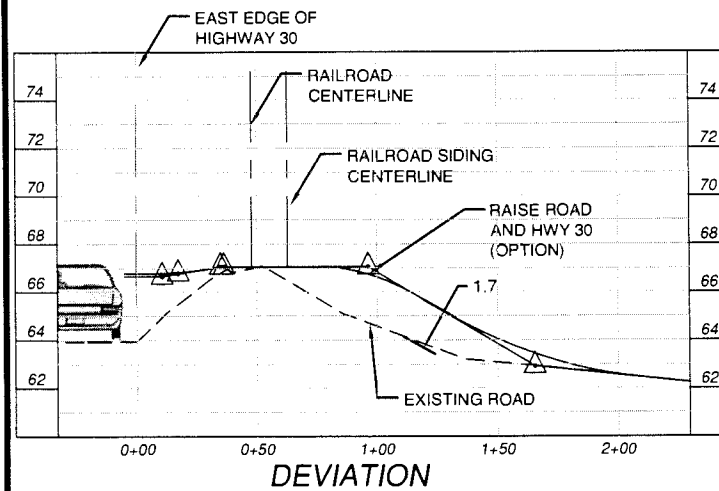 EAST EDGE OF
HIGHWAY 30
RAILROAD
CENTERLINE
RAILROAD SIDING
CENTERLINE
RAISE ROAD
AND HWY 30
(OPTION)
1.7
EXISTING ROAD
74
72
70
68
66
64
62
74
72
70
68
66
64
62
0+00
0+50
1+00
1+50
2+00
DEVIATION